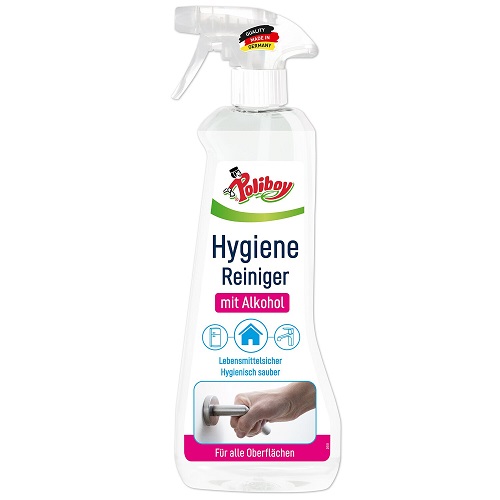 QUALITY
MADE IN
GERMANY
Poliboy
Hygiene
Reiniger
mit Alkohol
Lebensmittelsicher
Hygienisch sauber
Für alle Oberflächen